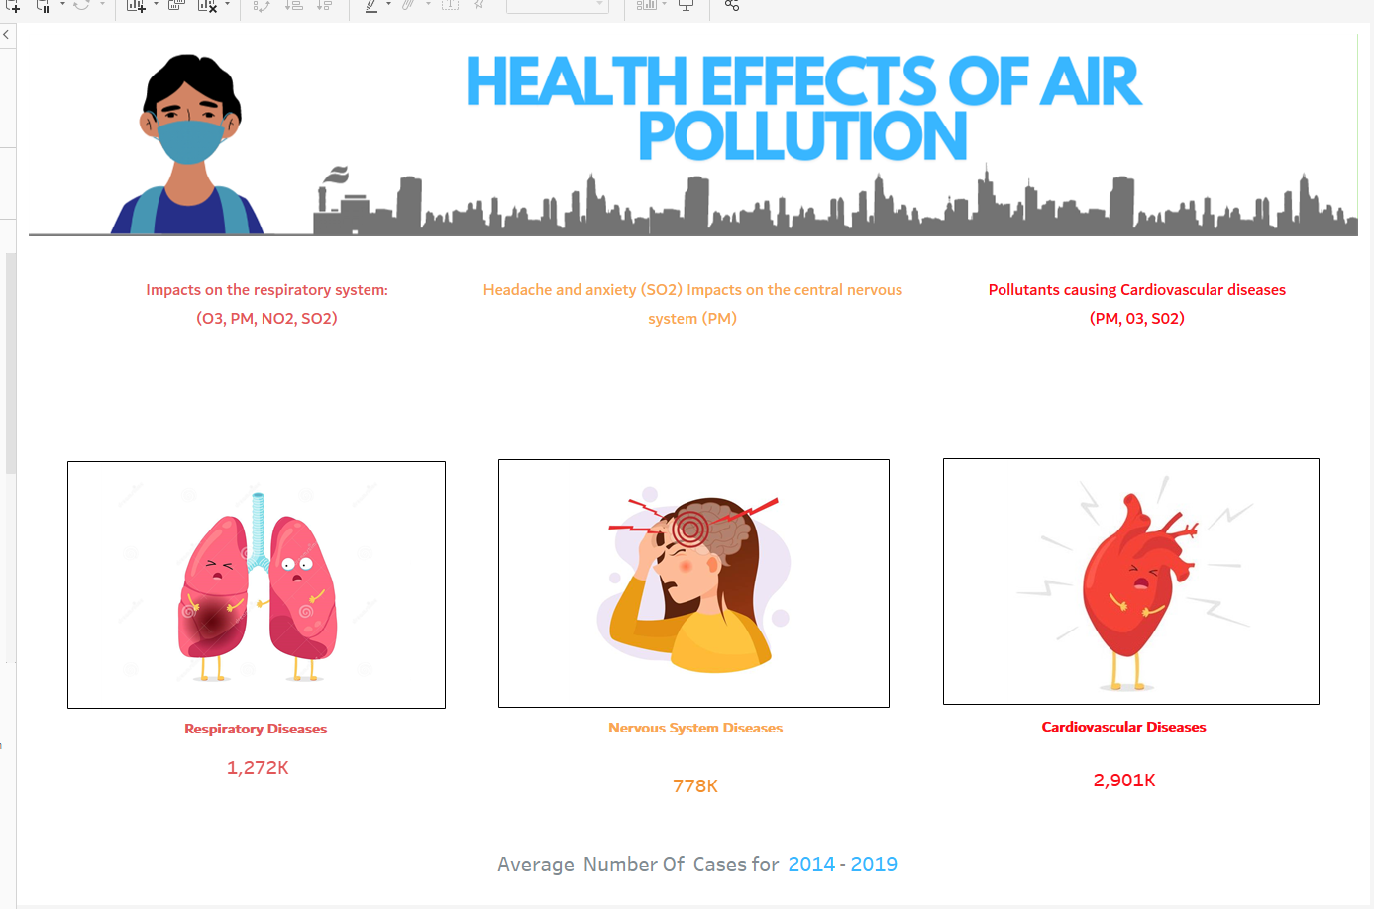 HEALTH EFFECTS OF AIR
POLLUTION
Impacts on the respiratory system:
(O3, PM, NO2, SO2)
Headache and anxiety (SO2) Impacts on the central nervous
system (PM)
Pollutants causing Cardiovascular diseases
(PM, 03, S02)
Respiratory Diseases
1,272K
Nervous System Diseases
778K
Cardiovascular Diseases
2,901K
Average Number Of Cases for 2014 - 2019